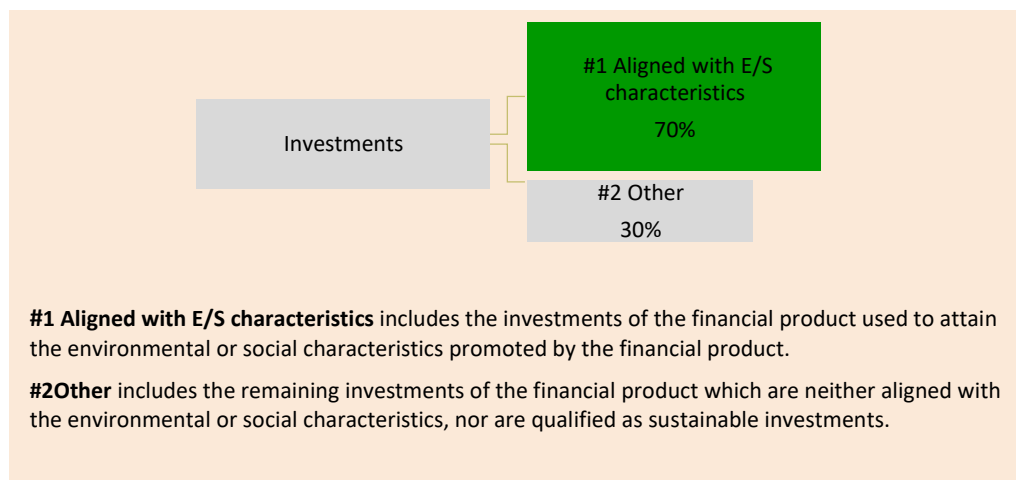 #1 Aligned with E/S
characteristics
70%
Investments
#2 Other
30%
#1 Aligned with E/S characteristics includes the investments of the financial product used to attain
the environmental or social characteristics promoted by the financial product.
#2Other includes the remaining investments of the financial product which are neither aligned with
the environmental or social characteristics, nor are qualified as sustainable investments.